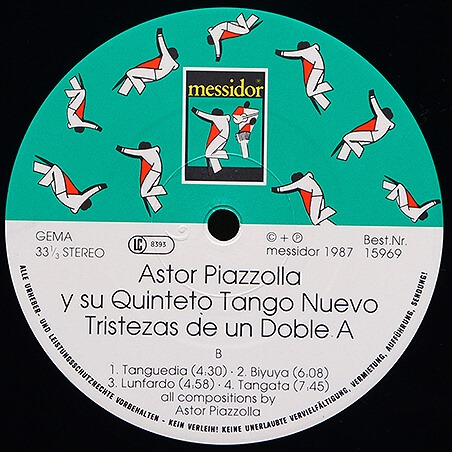 messidor®
GEMA
33 1/3 STEREO
LC 8393
© + ℗
messidor 1987
Best.Nr.
15969
Astor Piazzolla
y su Quinteto Tango Nuevo
Tristezas de un Doble A
B
1. Tanguedia (4:30) · 2. Biyuya (6,08)
3. Lunfardo (4:58) · 4. Tangata (7.45)
all compositions by
Astor Piazzolla
ALLE URHEBER- UND LEISTUNGSSCHUTZRECHTE VORBEHALTEN - KEIN VERLEIH! KEINE UNERLAUBTE VERVIELFÄLTIGUNG, VERMIETUNG, AUFFÜHRUNG, SENDUNG!